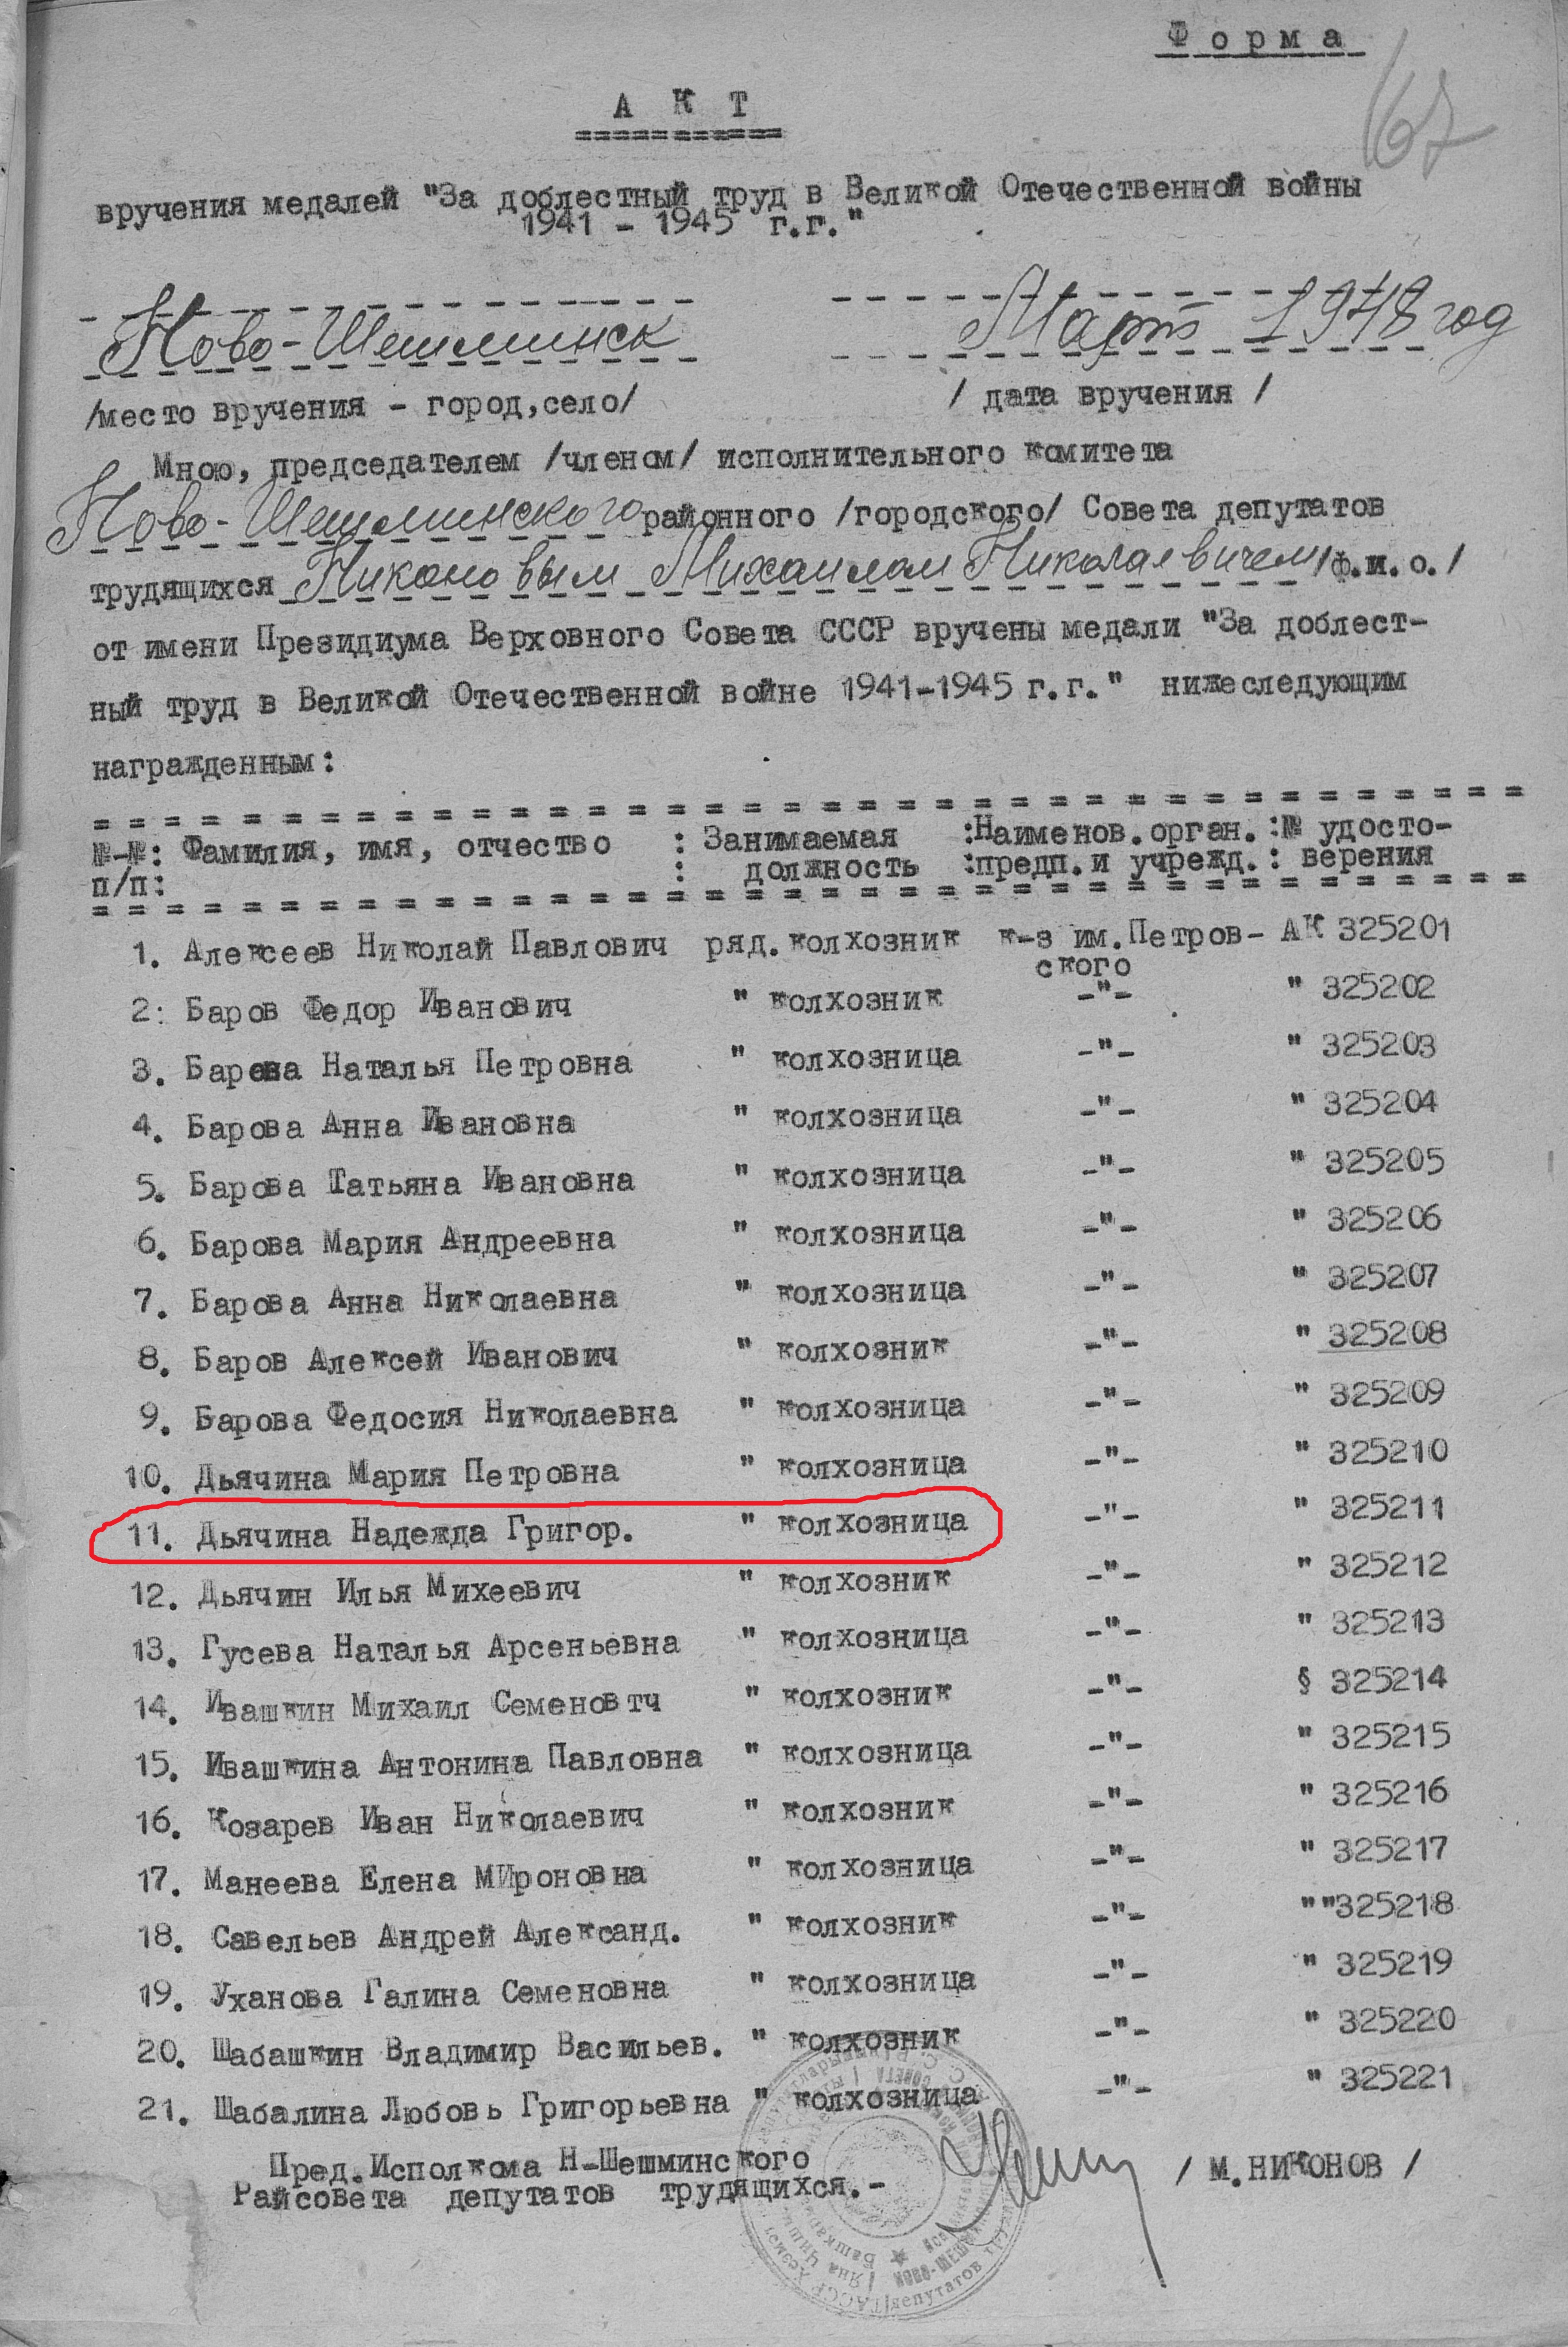 Форма
67
АКТ
вручения медалей "За доблестный труд в Великой Отечественной войны
1941 - 1945 г.г."
Ново-Шешминск Март 1948 год
/место вручения - город,село/ / дата вручения /
Мною, председателем /членом/ исполнительного комитета
Ново-Шешминского районного /городского/ Совета депутатов
трудящихся Никоновым Михаилом Николаевичем /ф.и.о./
от имени Президиума Верховного Совета СССР вручены медали "За доблест-
ный труд в Великой Отечественной войне 1941-1945 г.г." нижеследующим
награжденным:
№-№: Фамилия, имя, отчество : Занимаемая :Наименов.орган. :№ удосто-
п/п: : должность :предп.и учрежд. : верения
1. Алексеев Николай Павлович ряд. колхозник к-з им.Петров- АК 325201
ского
2: Баров Федор Иванович " колхозник -"- " 325202
3. Барова Наталья Петровна " колхозница -"- " 325203
4. Барова Анна Ивановна " колхозница -"- " 325204
5. Барова Татьяна Ивановна " колхозница -"- " 325205
6. Барова Мария Андреевна " колхозница -"- " 325206
7. Барова Анна Николаевна " колхозница -"- " 325207
8. Баров Алексей Иванович " колхозник -"- " 325208
9. Барова Федосия Николаевна " колхозница -"- " 325209
10. Дьячина Мария Петровна " колхозница -"- " 325210
11. Дьячина Надежда Григор. " колхозница -"- " 325211
12. Дьячин Илья Михеевич " колхозник -"- " 325212
13. Гусева Наталья Арсеньевна " колхозница -"- " 325213
14. Ивашкин Михаил Семеновтч " колхозник -"- § 325214
15. Ивашкина Антонина Павловна " колхозница -"- " 325215
16. Козарев Иван Николаевич " колхозник -"- " 325216
17. Манеева Елена МИроновна " колхозница -"- " 325217
18. Савельев Андрей Александ. " колхозник -"- " "325218
19. Уханова Галина Семеновна " колхозница -"- " 325219
20. Шабашкин Владимир Васильев. " колхозник -"- " 325220
21. Шабалина Любовь Григорьевна " колхозница -"- " 325221
Пред.Исполкома Н-Шешминского
Райсовета депутатов трудящихся.- / М.НИКОНОВ /